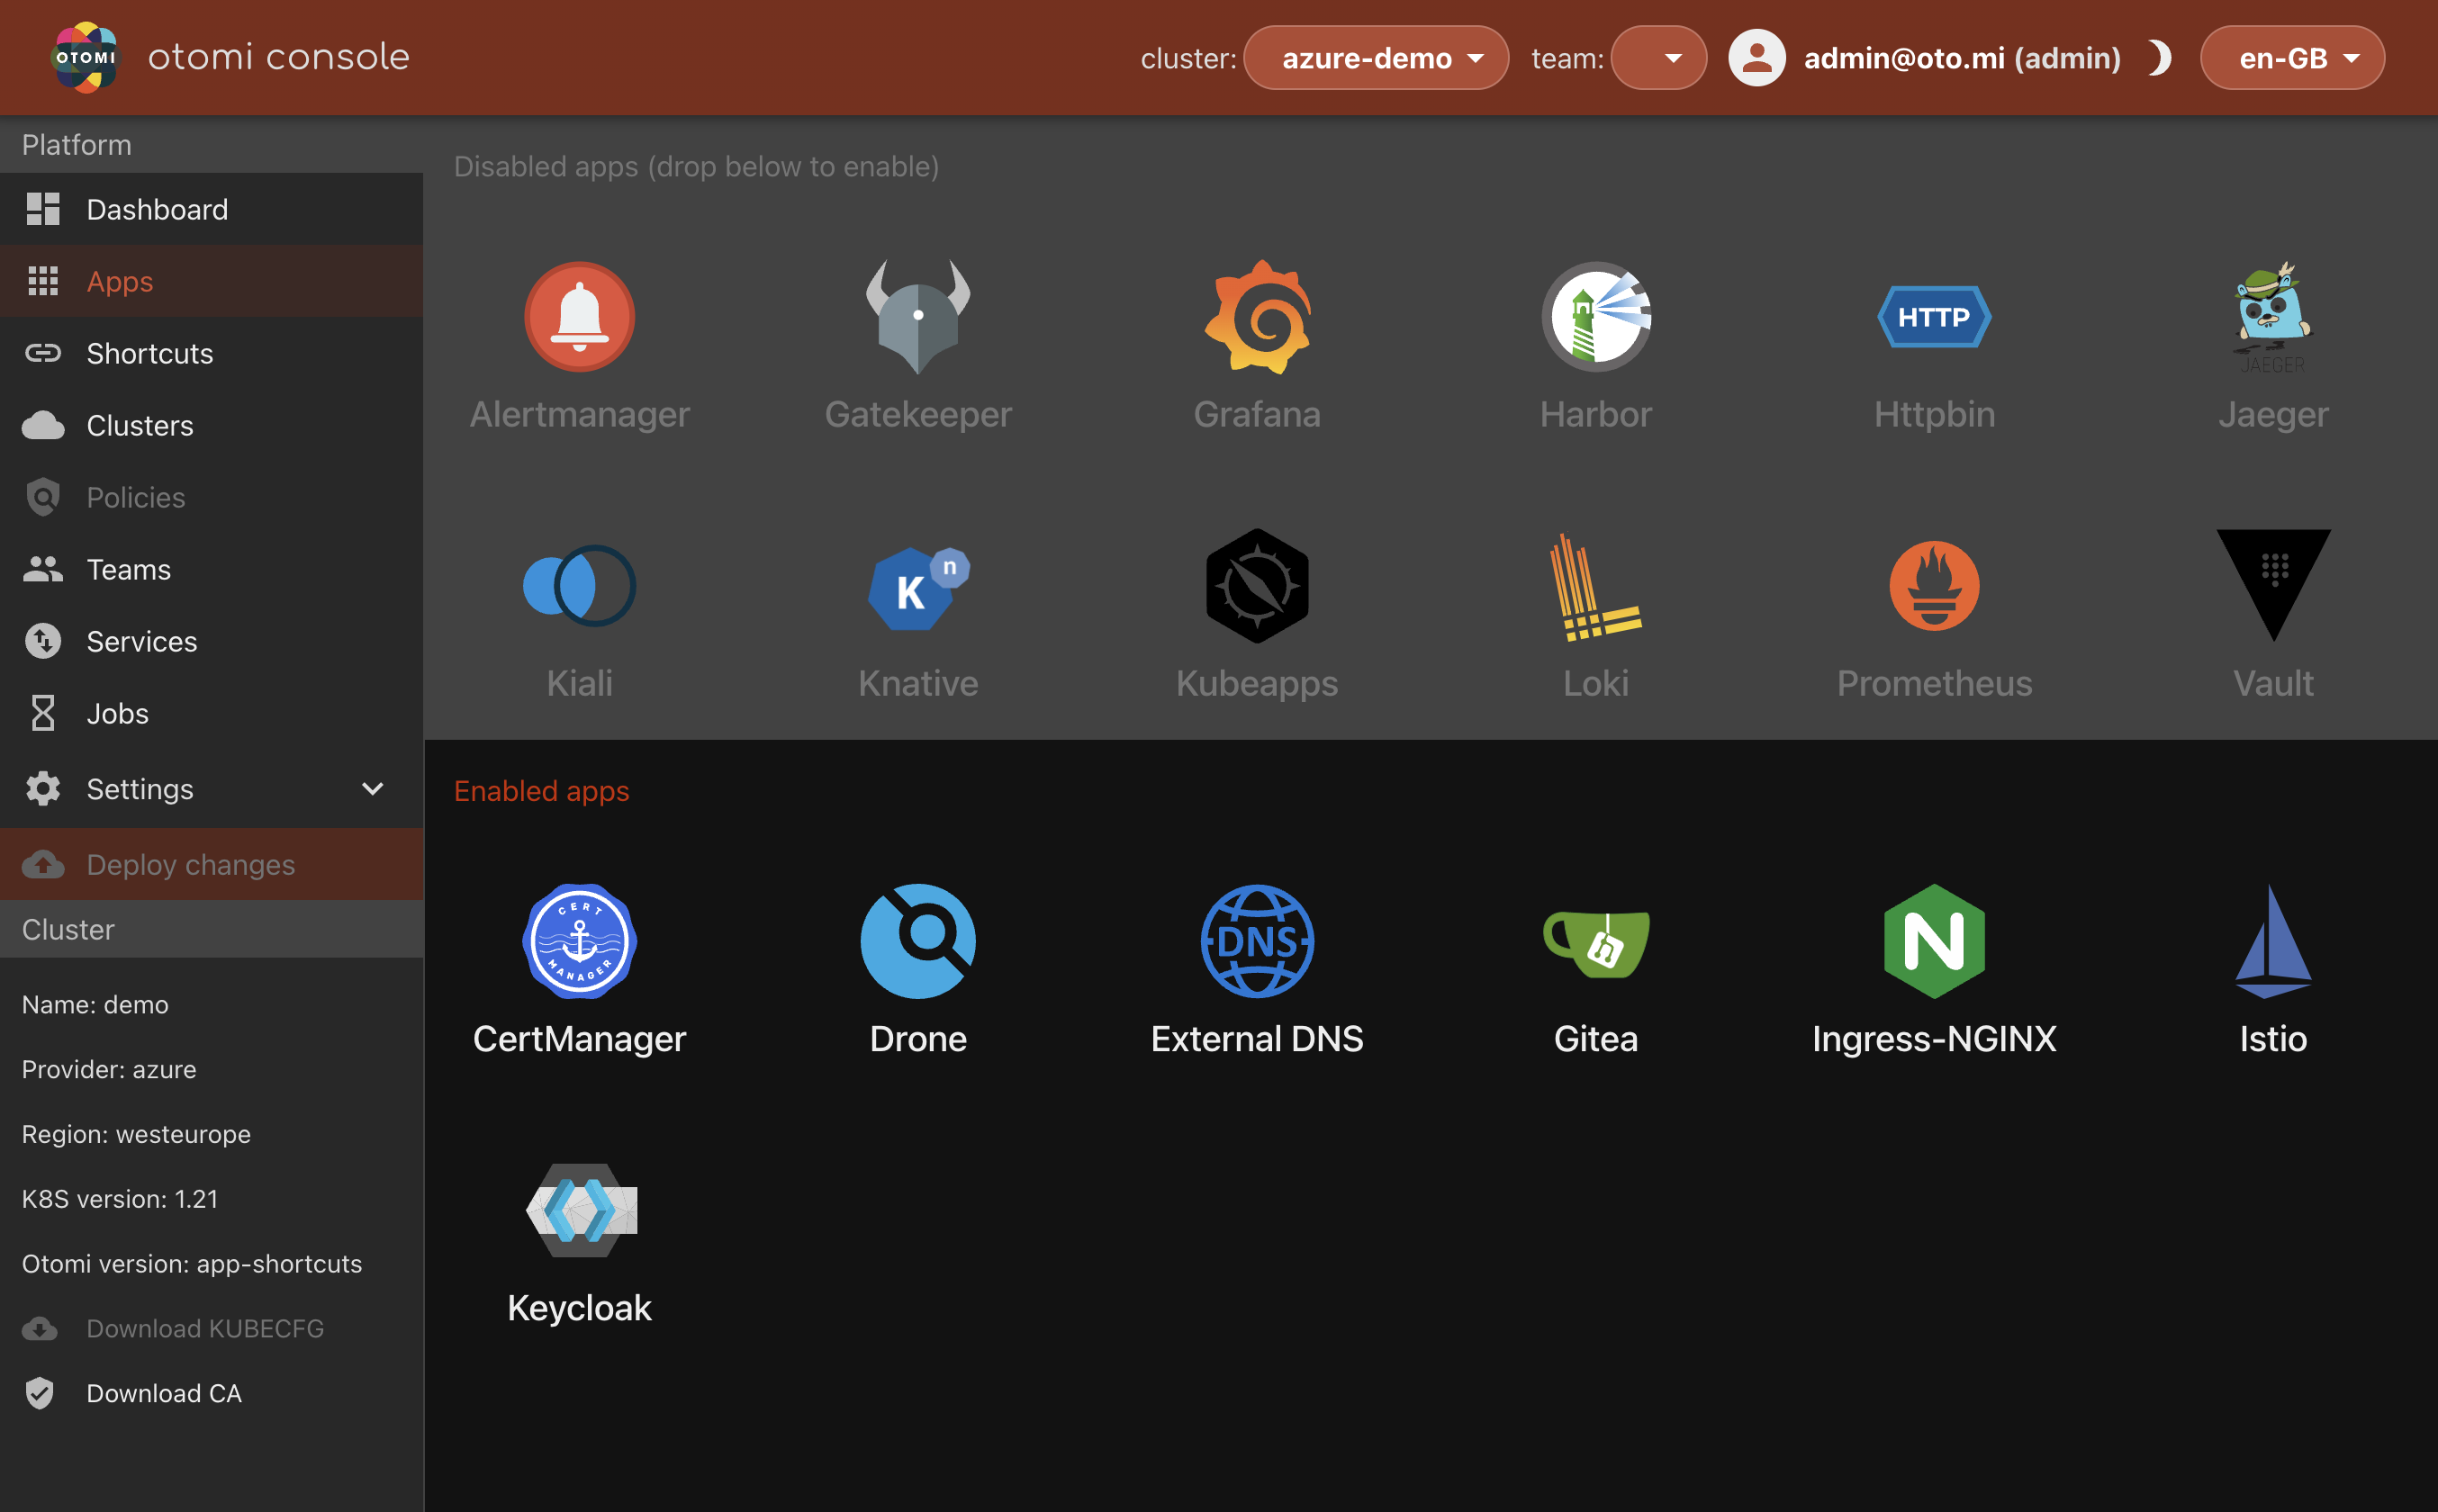 OTOMI otomi console cluster: azure-demo team: admin@oto.mi (admin) en-GB
Platform
Dashboard
Apps
Shortcuts
Clusters
Policies
Teams
Services
Jobs
Settings
Deploy changes
Cluster
Name: demo
Provider: azure
Region: westeurope
K8S version: 1.21
Otomi version: app-shortcuts
Download KUBECFG
Download CA
Disabled apps (drop below to enable)
HTTP
JAEGER
Alertmanager Gatekeeper Grafana Harbor Httpbin Jaeger
K n
Kiali Knative Kubeapps Loki Prometheus Vault
Enabled apps
CERT MANAGER
DNS
N
CertManager Drone External DNS Gitea Ingress-NGINX Istio
Keycloak